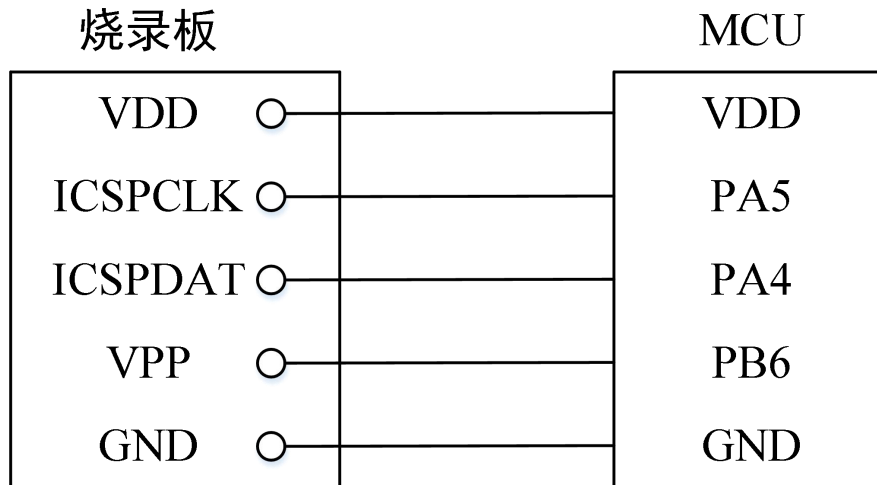 烧录板 MCU
VDD VDD
ICSPCLK PA5
ICSPDAT PA4
VPP PB6
GND GND